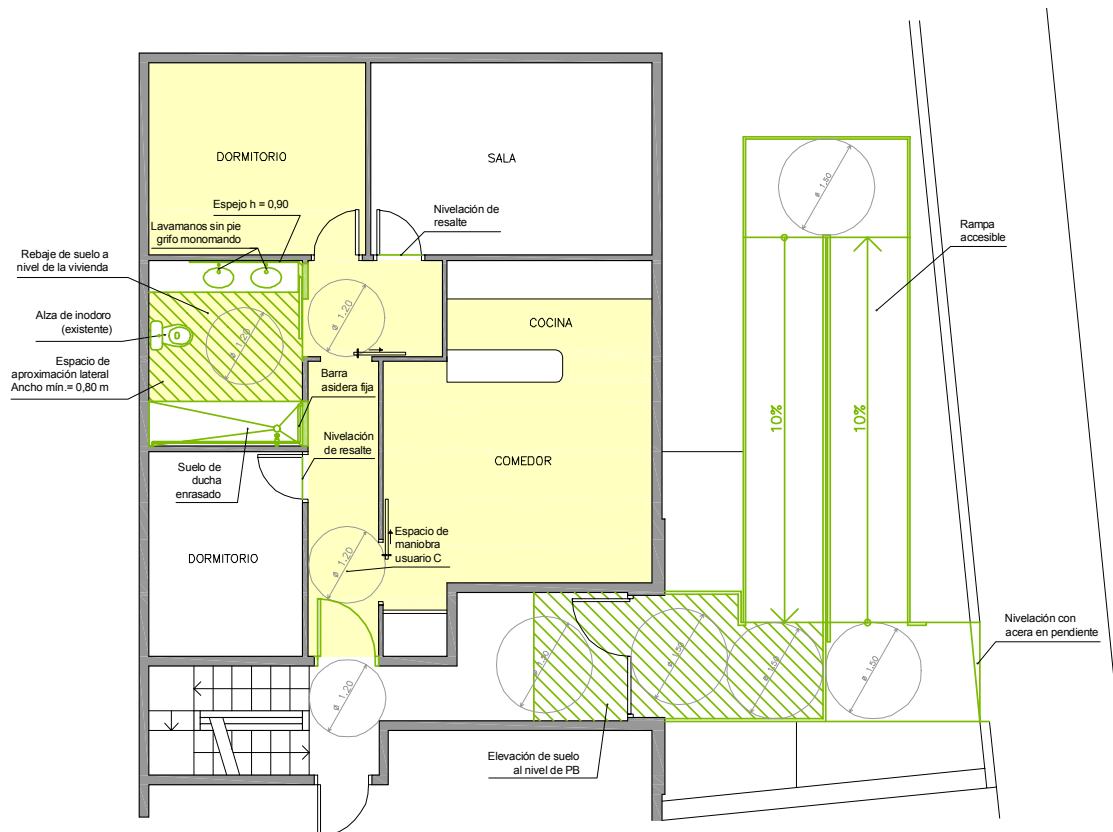 DORMITORIO
SALA
Espejo h = 0,90
Lavamanos sin pie
grifo monomando
Rebaje de suelo a
nivel de la vivienda
Alza de inodoro
(existente)
Espacio de
aproximación lateral
Ancho mín.= 0,80 m
Nivelación de
resalte
ø 1.50
Rampa
accesible
ø 1.20
ø 1.20
COCINA
Barra
asidera fija
10%
10%
Nivelación
de resalte
COMEDOR
Suelo de
ducha
enrasado
DORMITORIO
Espacio de
maniobra
usuario C
ø 1.20
Nivelación con
acera en pendiente
ø 1.20
ø 1.50
ø 1.50
ø 1.50
ø 1.50
Elevación de suelo
al nivel de PB